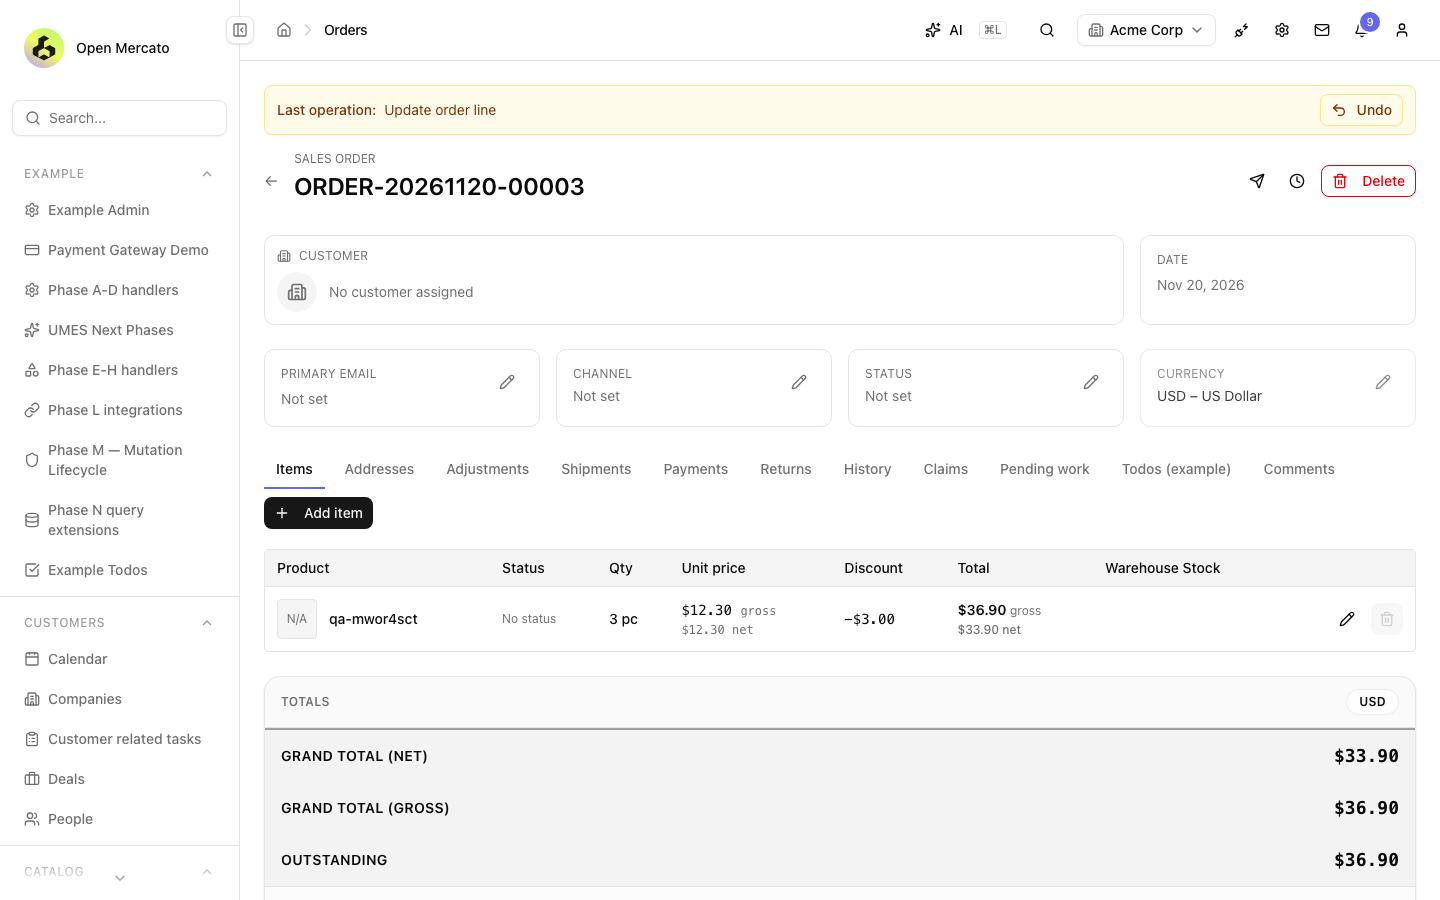 Open Mercato
Search...
EXAMPLE
Example Admin
Payment Gateway Demo
Phase A-D handlers
UMES Next Phases
Phase E-H handlers
Phase L integrations
Phase M — Mutation
Lifecycle
Phase N query
extensions
Example Todos
CUSTOMERS
Calendar
Companies
Customer related tasks
Deals
People
CATALOG
Orders
AI ⌘L
Acme Corp
9
Last operation: Update order line
Undo
SALES ORDER
ORDER-20261120-00003
Delete
CUSTOMER
No customer assigned
DATE
Nov 20, 2026
PRIMARY EMAIL
Not set
CHANNEL
Not set
STATUS
Not set
CURRENCY
USD – US Dollar
Items Addresses Adjustments Shipments Payments Returns History Claims Pending work Todos (example) Comments
Add item
Product Status Qty Unit price Discount Total Warehouse Stock
N/A qa-mwor4sct No status 3 pc $12.30 gross −$3.00 $36.90 gross
$12.30 net $33.90 net
TOTALS USD
GRAND TOTAL (NET) $33.90
GRAND TOTAL (GROSS) $36.90
OUTSTANDING $36.90